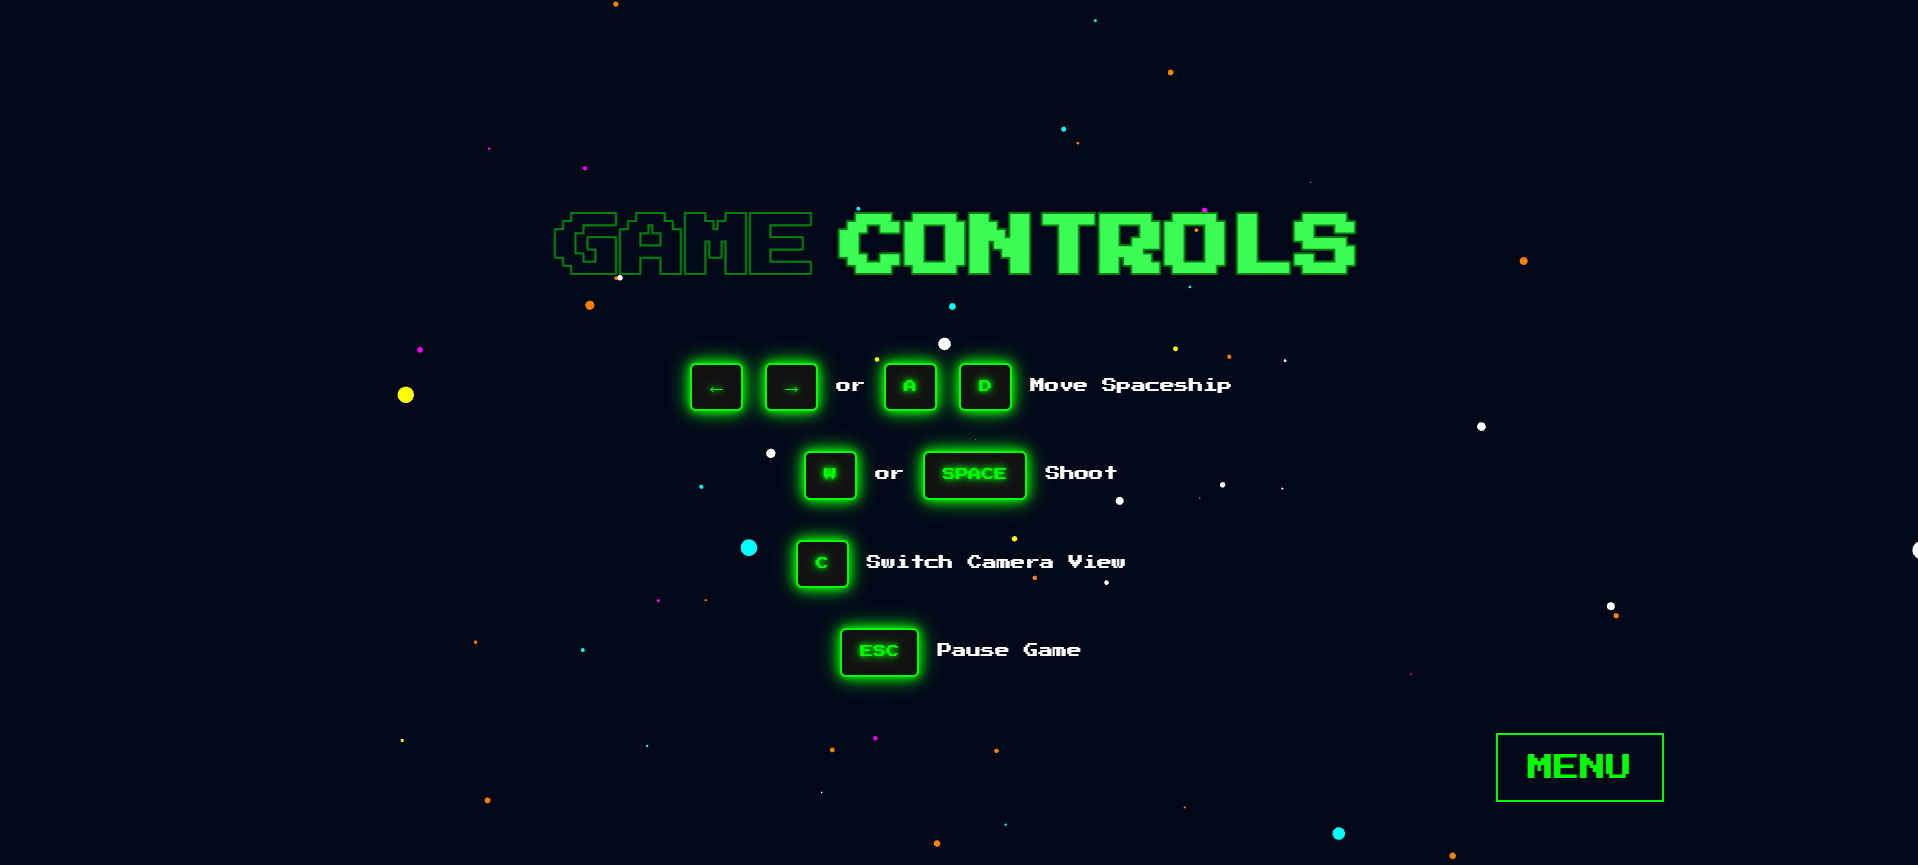 GAME CONTROLS
← → or A D Move Spaceship
W or SPACE Shoot
C Switch Camera View
ESC Pause Game
MENU